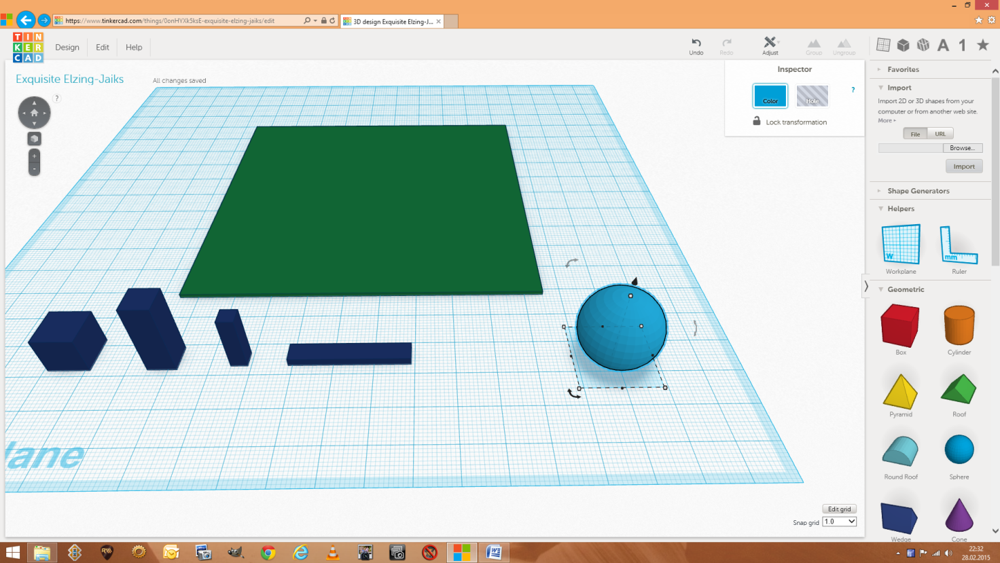 https://www.tinkercad.com/things/0onHYXk5ksE-exquisite-elzing-jaiks/edit
3D design Exquisite Elzing-J...
TIN
KER
CAD
Design
Edit
Help
Undo
Redo
Adjust
Group
Ungroup
A
1
Exquisite Elzing-Jaiks
All changes saved
?
Inspector
Color
Hole
?
Lock transformation
Favorites
Import
Import 2D or 3D shapes from your
computer or from another web site.
More
File
URL
Browse...
Import
Shape Generators
Helpers
W
mm
Workplane
Ruler
Geometric
Box
Cylinder
Pyramid
Roof
Round Roof
Sphere
Wedge
Cone
lane
Edit grid
Snap grid
1.0
22:32
28.02.2015